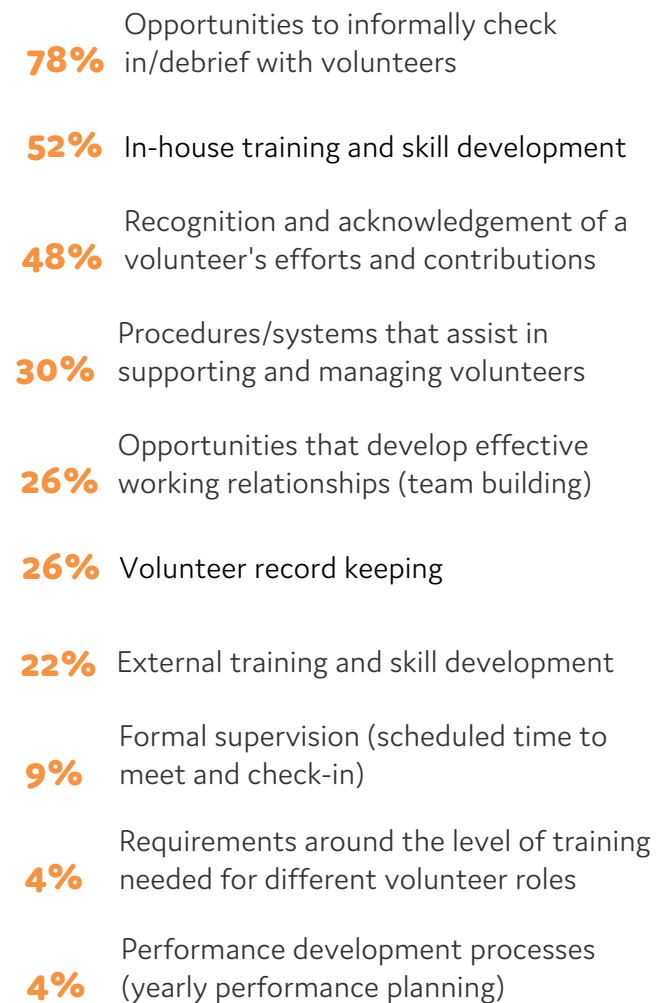 Opportunities to informally check
78% in/debrief with volunteers
52% In-house training and skill development
Recognition and acknowledgement of a
48% volunteer's efforts and contributions
Procedures/systems that assist in
30% supporting and managing volunteers
Opportunities that develop effective
26% working relationships (team building)
26% Volunteer record keeping
22% External training and skill development
Formal supervision (scheduled time to
9% meet and check-in)
Requirements around the level of training
4% needed for different volunteer roles
Performance development processes
4% (yearly performance planning)